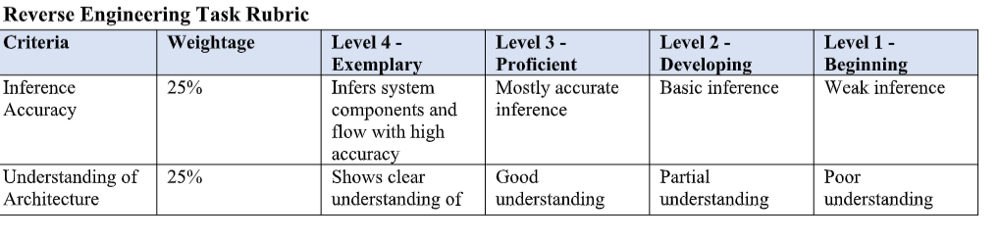 Reverse Engineering Task Rubric
Criteria Weightage Level 4 - Level 3 - Level 2 - Level 1 -
Exemplary Proficient Developing Beginning
Inference 25% Infers system Mostly accurate Basic inference Weak inference
Accuracy components and inference
flow with high
accuracy
Understanding of 25% Shows clear Good Partial Poor
Architecture understanding of understanding understanding understanding